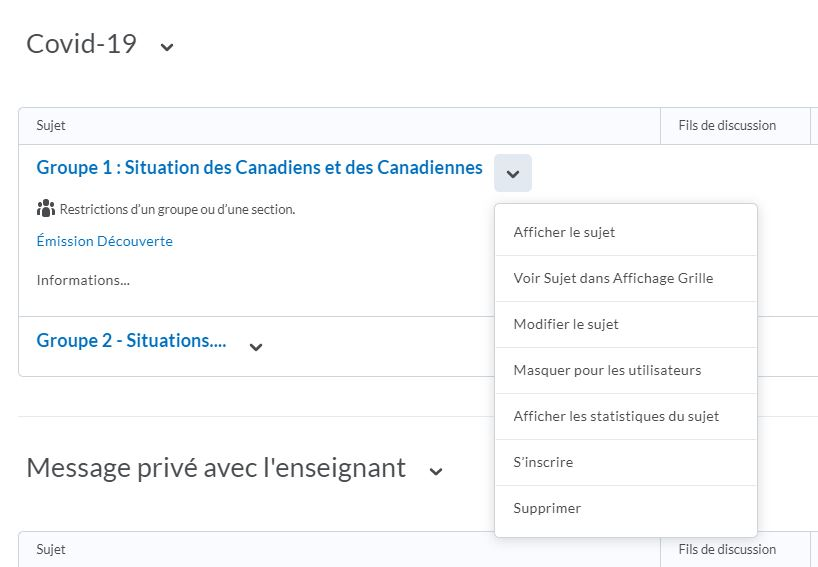 Covid-19
Sujet
Fils de discussion
Groupe 1 : Situation des Canadiens et des Canadiennes
Restrictions d'un groupe ou d'une section.
Émission Découverte
Informations...
Afficher le sujet
Voir Sujet dans Affichage Grille
Modifier le sujet
Masquer pour les utilisateurs
Afficher les statistiques du sujet
S'inscrire
Supprimer
Groupe 2 - Situations....
Message privé avec l'enseignant
Sujet
Fils de discussion